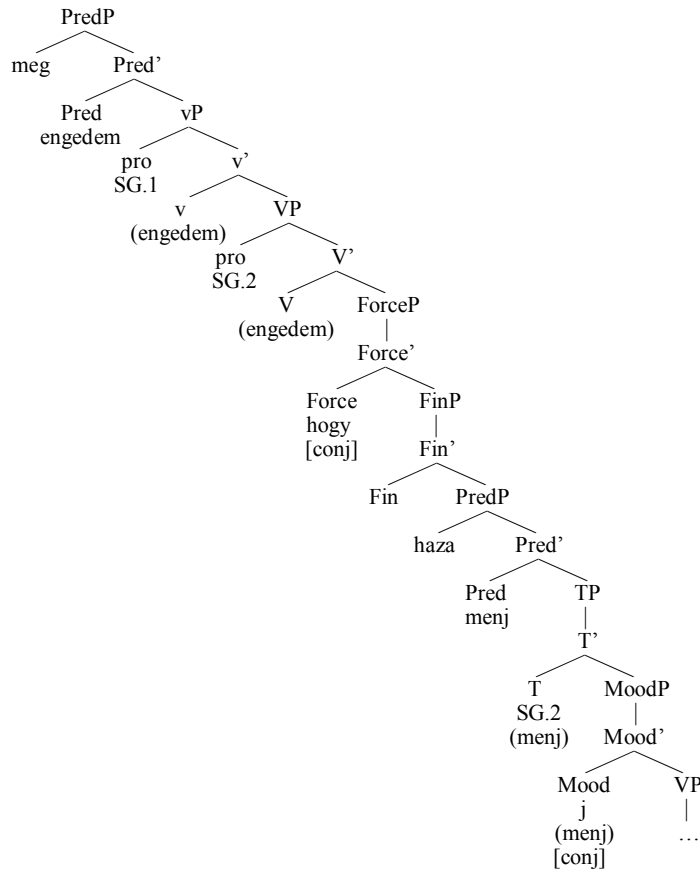 PredP
meg Pred’
Pred vP
engedem
pro v’
SG.1
v VP
(engedem)
pro V’
SG.2
V ForceP
(engedem)
Force’
Force FinP
hogy
[conj] Fin’
Fin PredP
haza Pred’
Pred TP
menj
T’
T MoodP
SG.2
(menj) Mood’
Mood VP
j
(menj) …
[conj]